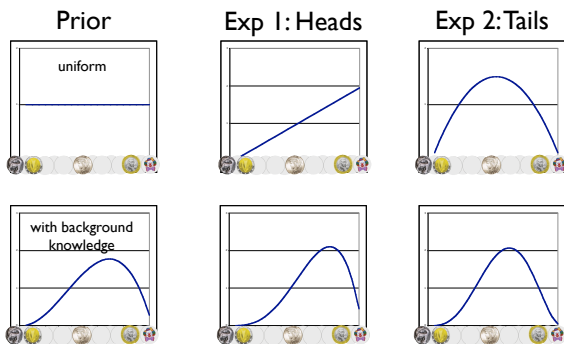 Prior
Exp 1: Heads
Exp 2: Tails
uniform
with background
knowledge